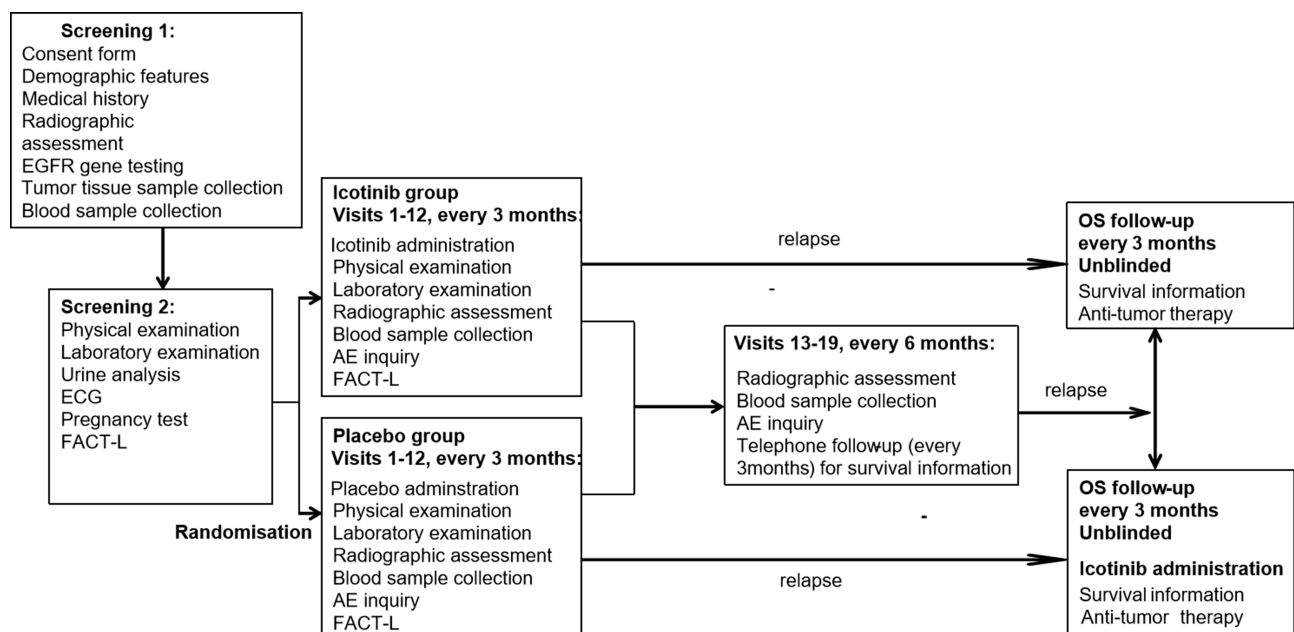 Screening 1:
Consent form
Demographic features
Medical history
Radiographic
assessment
EGFR gene testing
Tumor tissue sample collection
Blood sample collection
Screening 2:
Physical examination
Laboratory examination
Urine analysis
ECG
Pregnancy test
FACT-L
Randomisation
Icotinib group
Visits 1-12, every 3 months:
Icotinib administration
Physical examination
Laboratory examination
Radiographic assessment
Blood sample collection
AE inquiry
FACT-L
Placebo group
Visits 1-12, every 3 months:
Placebo adminstration
Physical examination
Laboratory examination
Radiographic assessment
Blood sample collection
AE inquiry
FACT-L
relapse
-
Visits 13-19, every 6 months:
Radiographic assessment
Blood sample collection
AE inquiry
Telephone follow-up (every
3months) for survival information
relapse
-
relapse
OS follow-up
every 3 months
Unblinded
Survival information
Anti-tumor therapy
OS follow-up
every 3 months
Unblinded
Icotinib administration
Survival information
Anti-tumor therapy